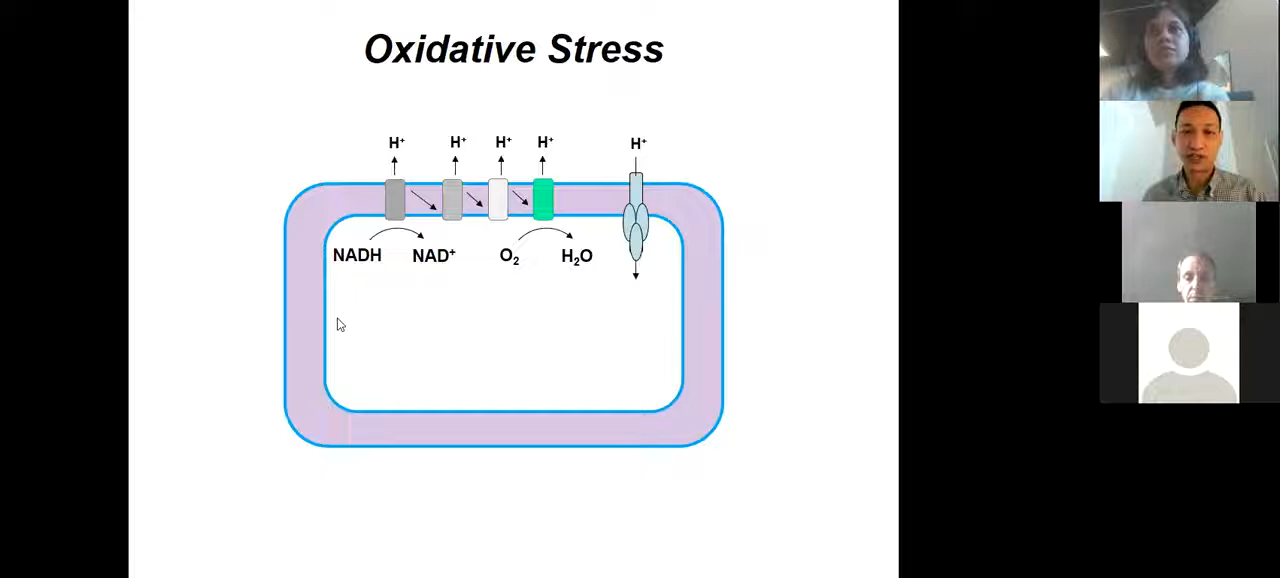 Oxidative Stress
H⁺ H⁺ H⁺ H⁺ H⁺
NADH NAD⁺ O₂ H₂O